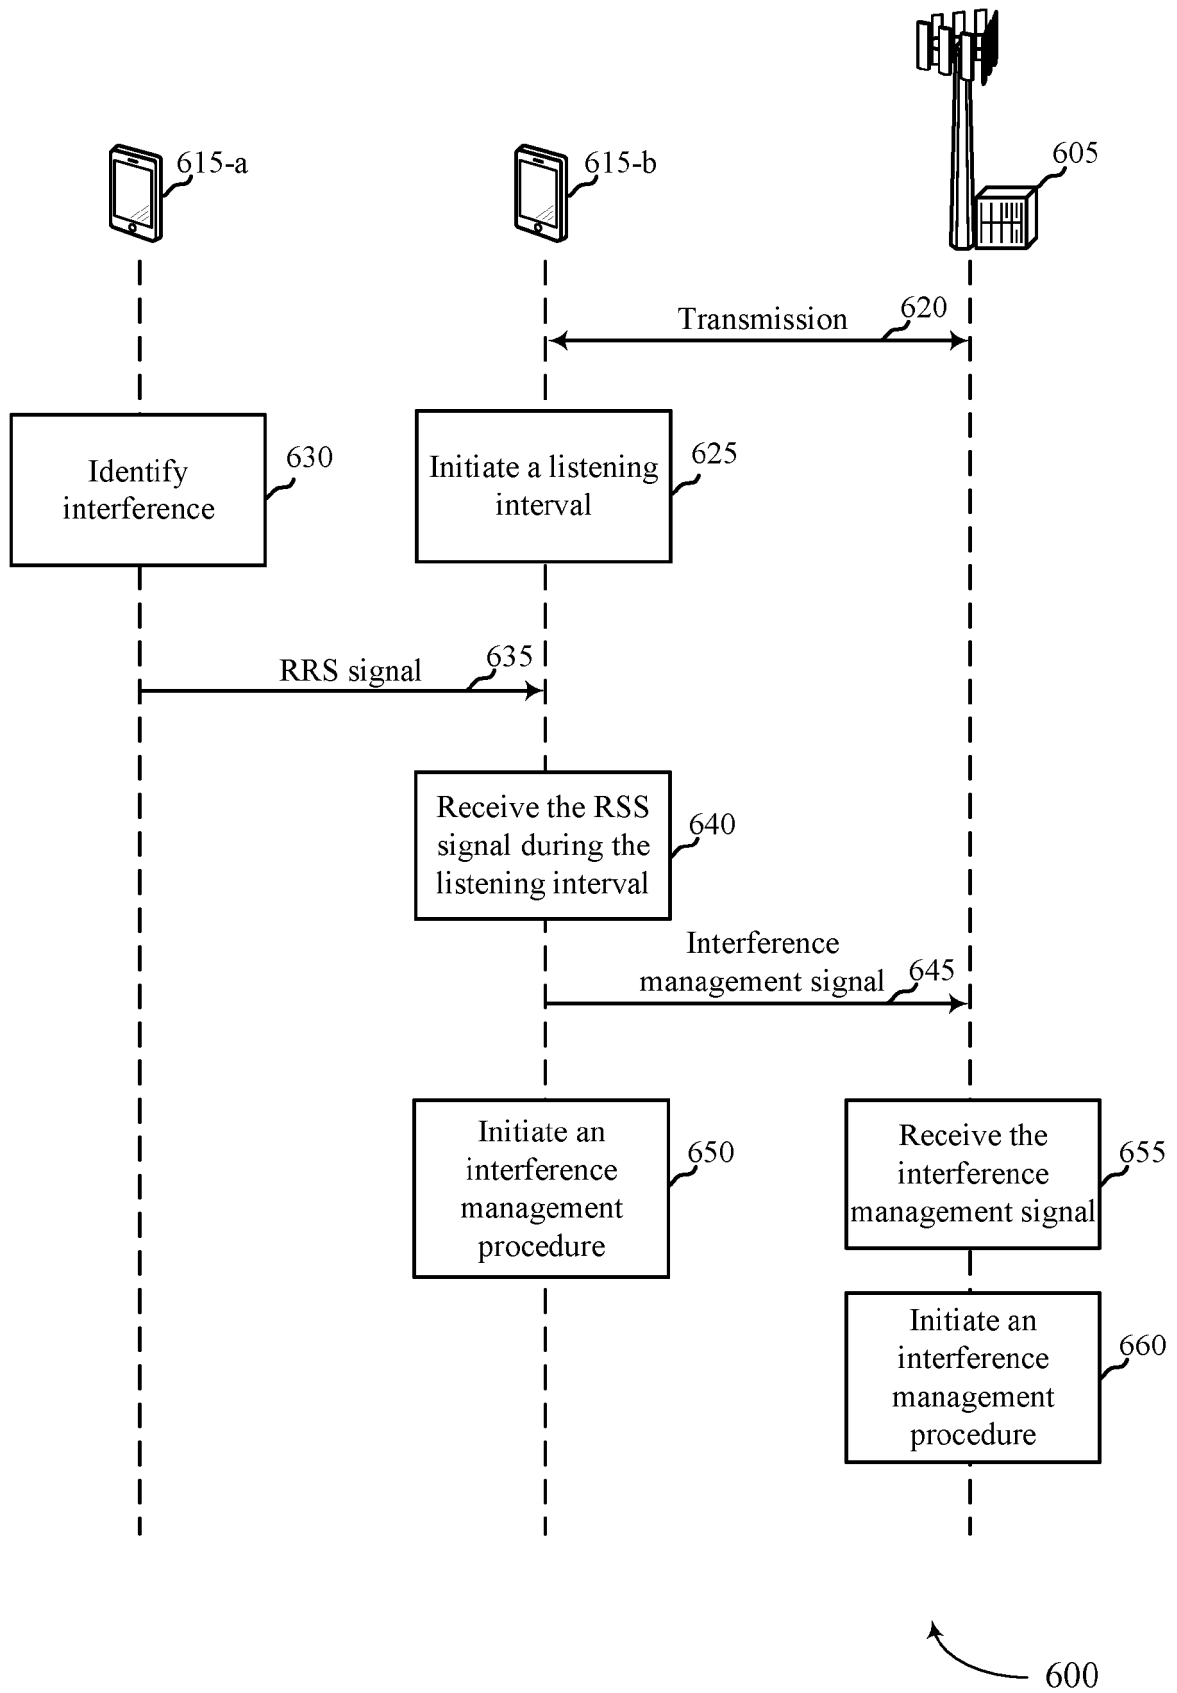 605
615-a
615-b
620
Transmission
630
625
Identify
interference
Initiate a listening
interval
635
RRS signal
640
Receive the RSS
signal during the
listening interval
Interference
management signal
645
650
Initiate an
interference
management
procedure
655
Receive the
interference
management signal
660
Initiate an
interference
management
procedure
600